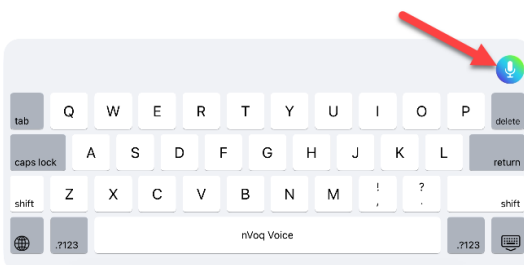 tab Q W E R T Y U I O P delete
caps lock A S D F G H J K L return
shift Z X C V B N M ! , ? . shift
.?123 nVoq Voice .?123